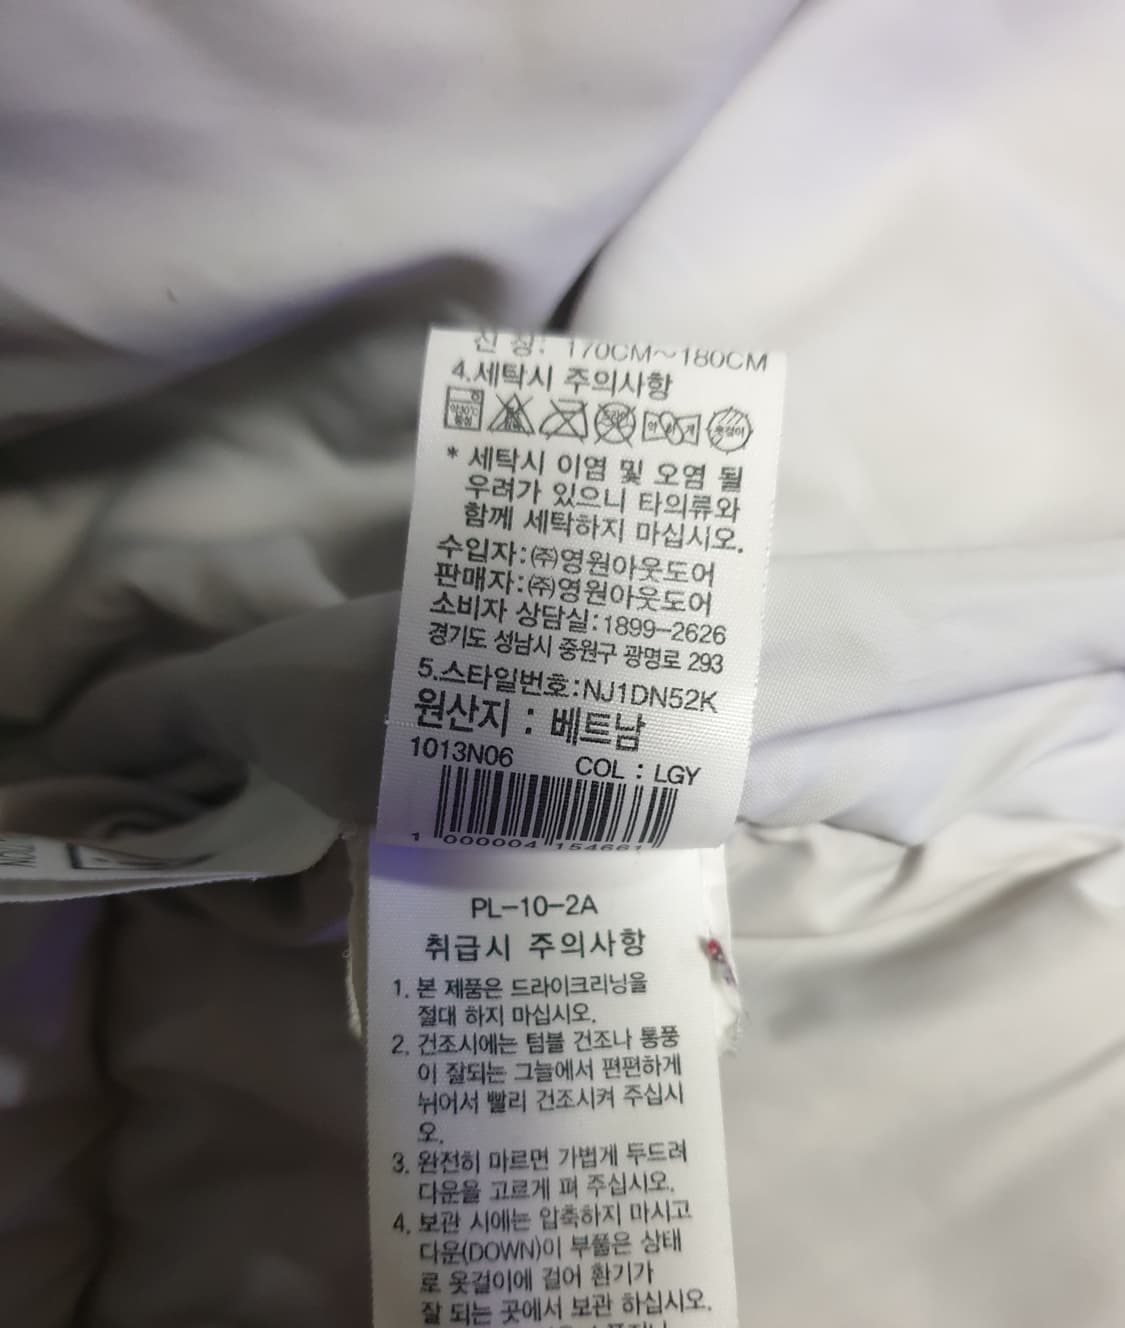 신 장: 170CM~180CM
4.세탁시 주의사항
* 세탁시 이염 및 오염 될
우려가 있으니 타의류와
함께 세탁하지 마십시오.
수입자:(주)영원아웃도어
판매자:(주)영원아웃도어
소비자 상담실:1899-2626
경기도 성남시 중원구 광명로 293
5.스타일번호:NJ1DN52K
원산지 : 베트남
1013N06 COL : LGY
1 000004 154661
PL-10-2A
취급시 주의사항
1. 본 제품은 드라이크리닝을
절대 하지 마십시오.
2. 건조시에는 텀블 건조나 통풍
이 잘되는 그늘에서 편편하게
뉘어서 빨리 건조시켜 주십시
오.
3. 완전히 마르면 가볍게 두드려
다운을 고르게 펴 주십시오.
4. 보관 시에는 압축하지 마시고
다운(DOWN)이 부풀은 상태
로 옷걸이에 걸어 환기가
잘 되는 곳에서 보관 하십시오.